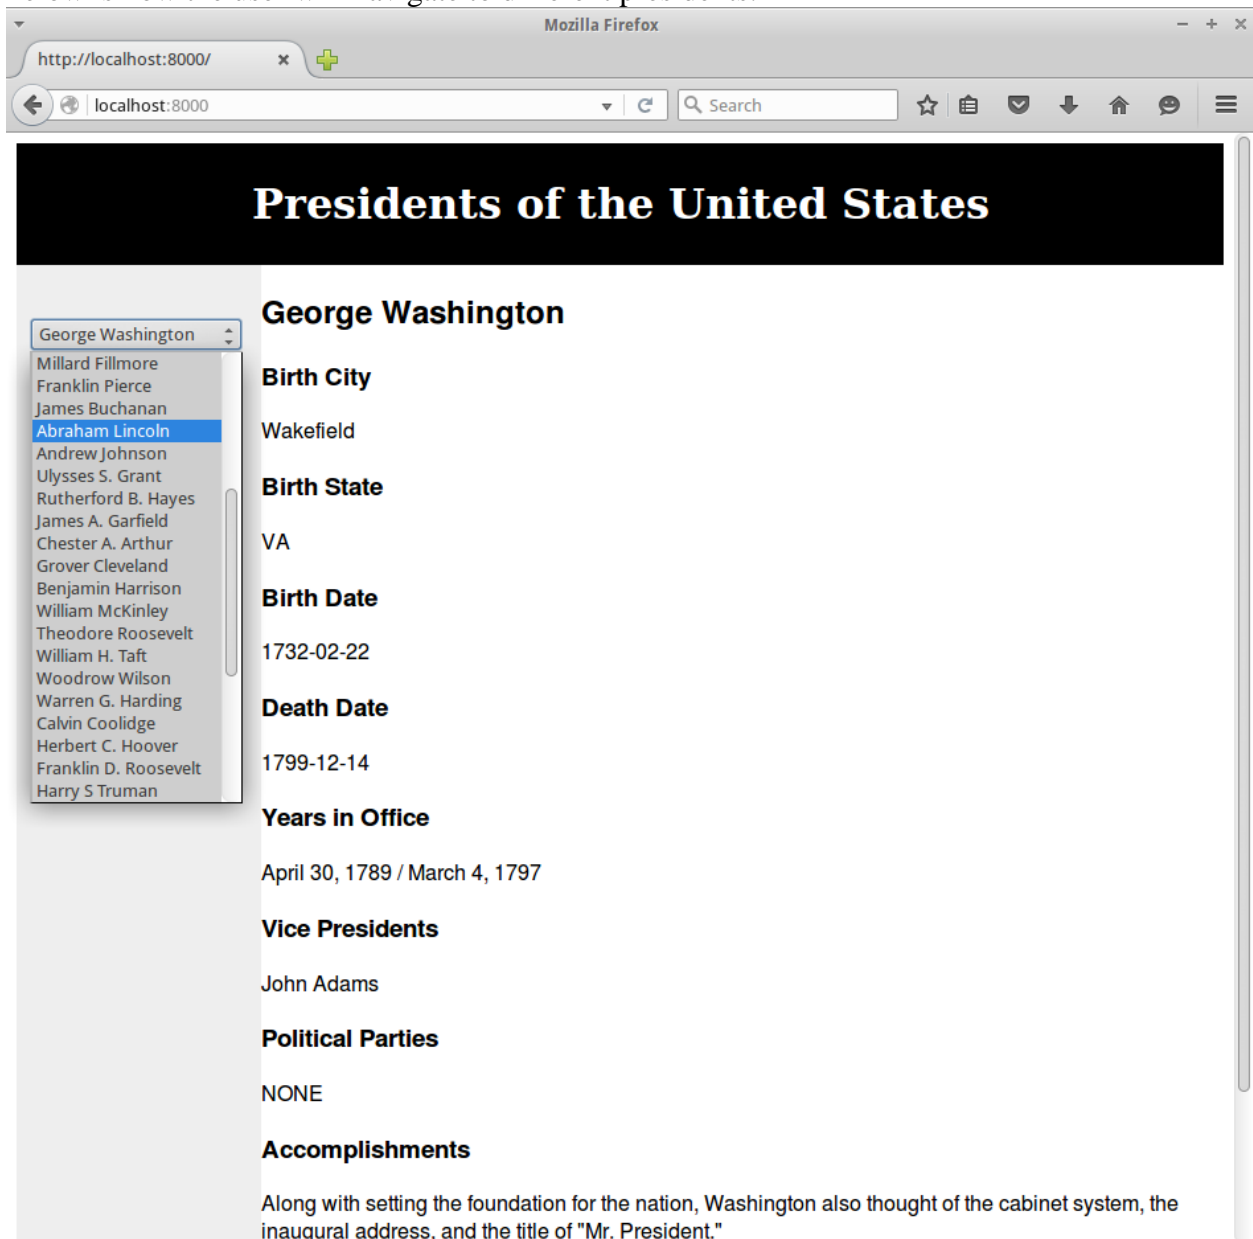 Mozilla Firefox
http://localhost:8000/
localhost:8000
Search
Presidents of the United States
George Washington
Millard Fillmore
Franklin Pierce
James Buchanan
Abraham Lincoln
Andrew Johnson
Ulysses S. Grant
Rutherford B. Hayes
James A. Garfield
Chester A. Arthur
Grover Cleveland
Benjamin Harrison
William McKinley
Theodore Roosevelt
William H. Taft
Woodrow Wilson
Warren G. Harding
Calvin Coolidge
Herbert C. Hoover
Franklin D. Roosevelt
Harry S Truman
George Washington
Birth City
Wakefield
Birth State
VA
Birth Date
1732-02-22
Death Date
1799-12-14
Years in Office
April 30, 1789 / March 4, 1797
Vice Presidents
John Adams
Political Parties
NONE
Accomplishments
Along with setting the foundation for the nation, Washington also thought of the cabinet system, the
inaugural address, and the title of "Mr. President."